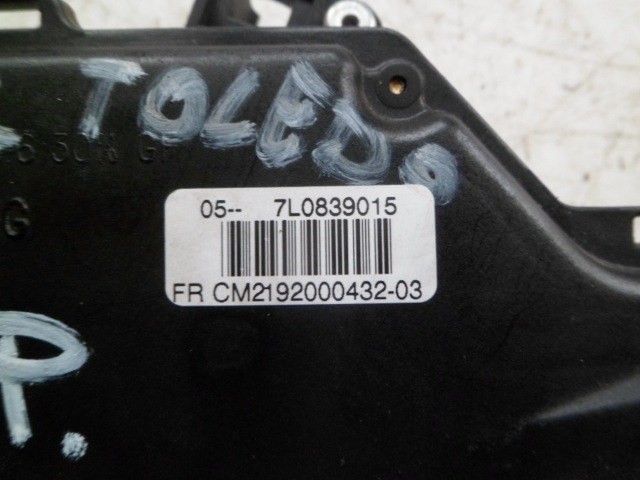 TOLEDO
G
05-- 7L0839015
FR CM2192000432-03
P.